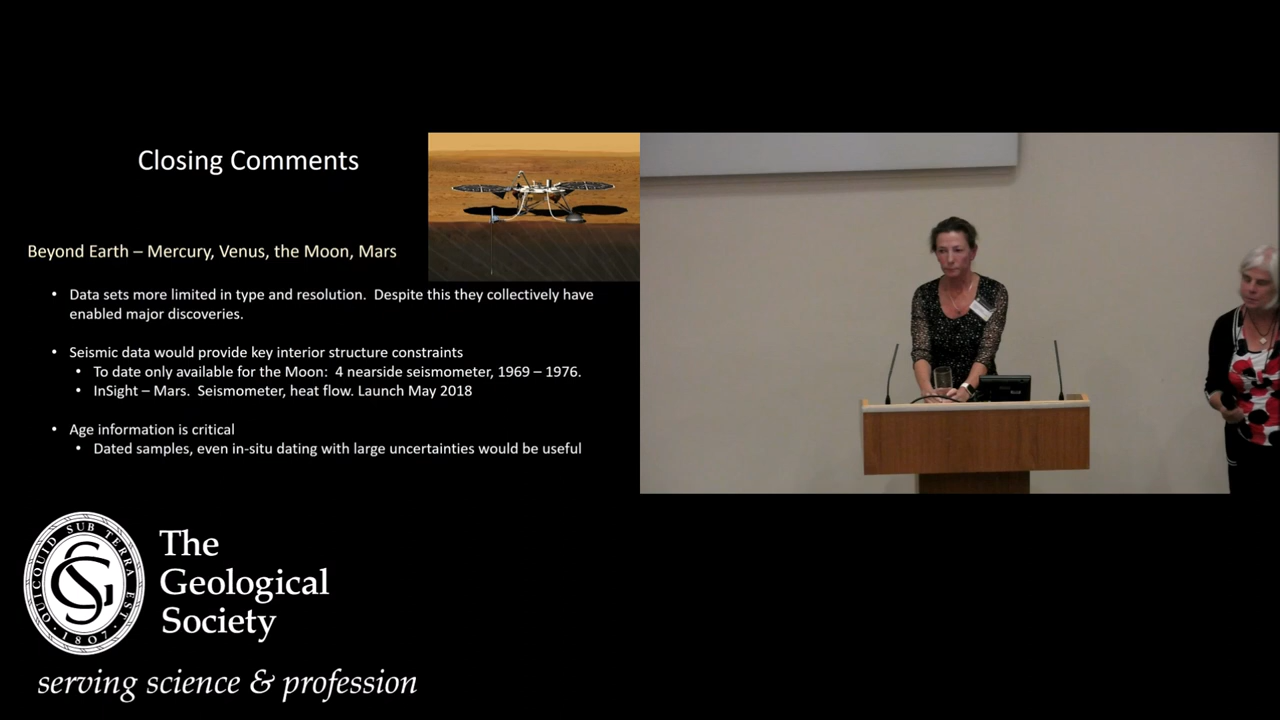 Closing Comments
Beyond Earth – Mercury, Venus, the Moon, Mars
• Data sets more limited in type and resolution. Despite this they collectively have
enabled major discoveries.
• Seismic data would provide key interior structure constraints
• To date only available for the Moon: 4 nearside seismometer, 1969 – 1976.
• InSight – Mars. Seismometer, heat flow. Launch May 2018
• Age information is critical
• Dated samples, even in-situ dating with large uncertainties would be useful
QUICQUID SUB TERRA EST
· 1807 ·
The
Geological
Society
serving science & profession